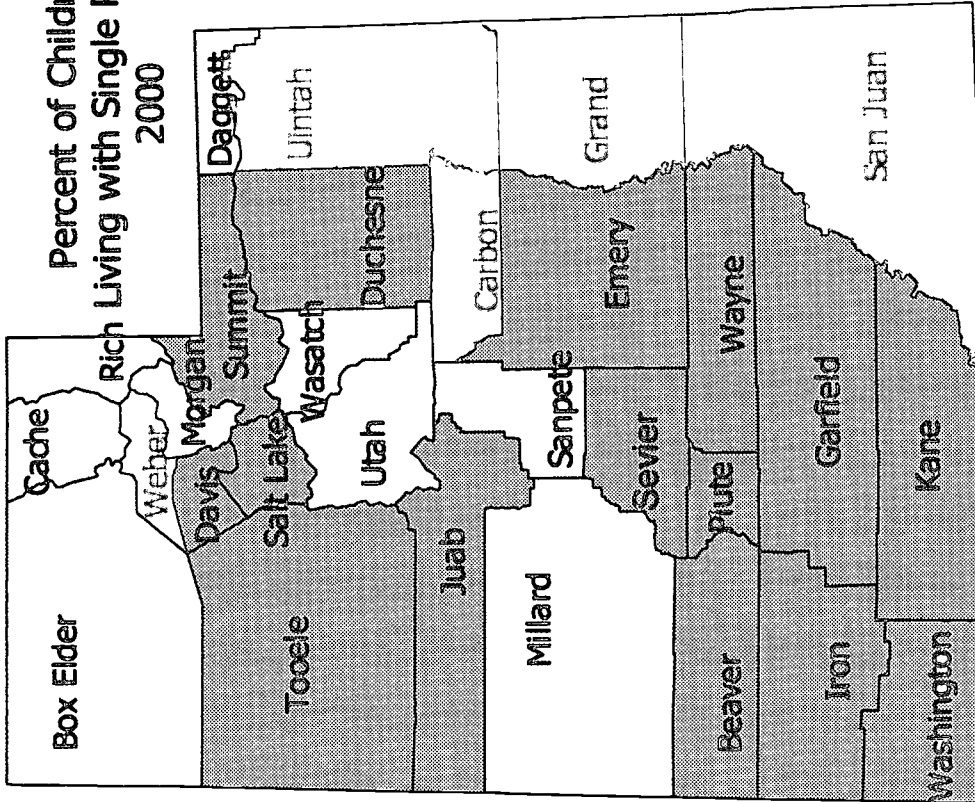 Percent of Childr
Living with Single
2000
Box Elder
Cache
Rich
Weber
Morgan
Davis
Summit
Daggett
Salt Lake
Tooele
Wasatch
Duchesne
Uintah
Utah
Juab
Carbon
Sanpete
Millard
Emery
Grand
Sevier
Beaver
Piute
Wayne
Iron
Garfield
San Juan
Washington
Kane